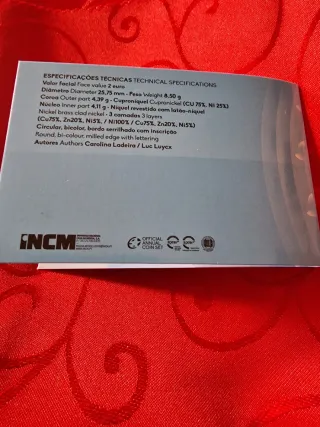 ESPECIFICAÇÕES TÉCNICAS TECHNICAL SPECIFICATIONS:
Valor facial Face value 2 euro
Diâmetro Diameter 25,75 mm - Peso Weight 8,50 g
Coroa Outer part 4,39 g - Cuproníquel Cupronickel (CU 75%, Ni 25%)
Núcleo Inner part 4,11 g - Níquel revestido com latão-níquel
Nickel brass clad nickel - 3 camadas 3 layers
(Cu75%, Zn20%, Ni5% / Ni100% / Cu75%, Zn20%, Ni5%)
Circular, bicolor, bordo serrilhado com inscrição
Round, bi-colour, milled edge with lettering
Autores Authors Carolina Ladeira / Luc Luycx
INCM
OFFICIAL
ANNUAL
COIN SET